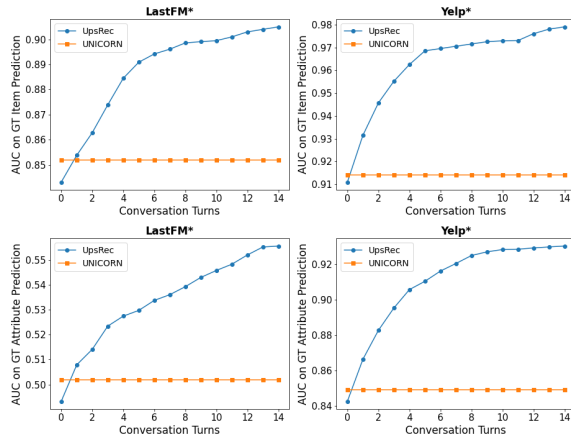 LastFM*
UpsRec
UNICORN
AUC on GT Item Prediction
0.90
0.89
0.88
0.87
0.86
0.85
0 2 4 6 8 10 12 14
Conversation Turns
Yelp*
UpsRec
UNICORN
AUC on GT Item Prediction
0.98
0.97
0.96
0.95
0.94
0.93
0.92
0.91
0 2 4 6 8 10 12 14
Conversation Turns
LastFM*
UpsRec
UNICORN
AUC on GT Attribute Prediction
0.55
0.54
0.53
0.52
0.51
0.50
0 2 4 6 8 10 12 14
Conversation Turns
Yelp*
UpsRec
UNICORN
AUC on GT Attribute Prediction
0.92
0.90
0.88
0.86
0.84
0 2 4 6 8 10 12 14
Conversation Turns